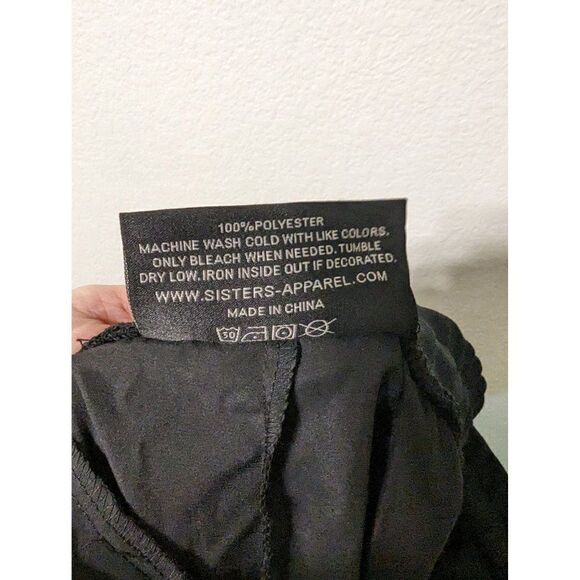 100%POLYESTER
MACHINE WASH COLD WITH LIKE COLORS.
ONLY BLEACH WHEN NEEDED. TUMBLE
DRY LOW. IRON INSIDE OUT IF DECORATED.
WWW.SISTERS-APPAREL.COM
MADE IN CHINA
30